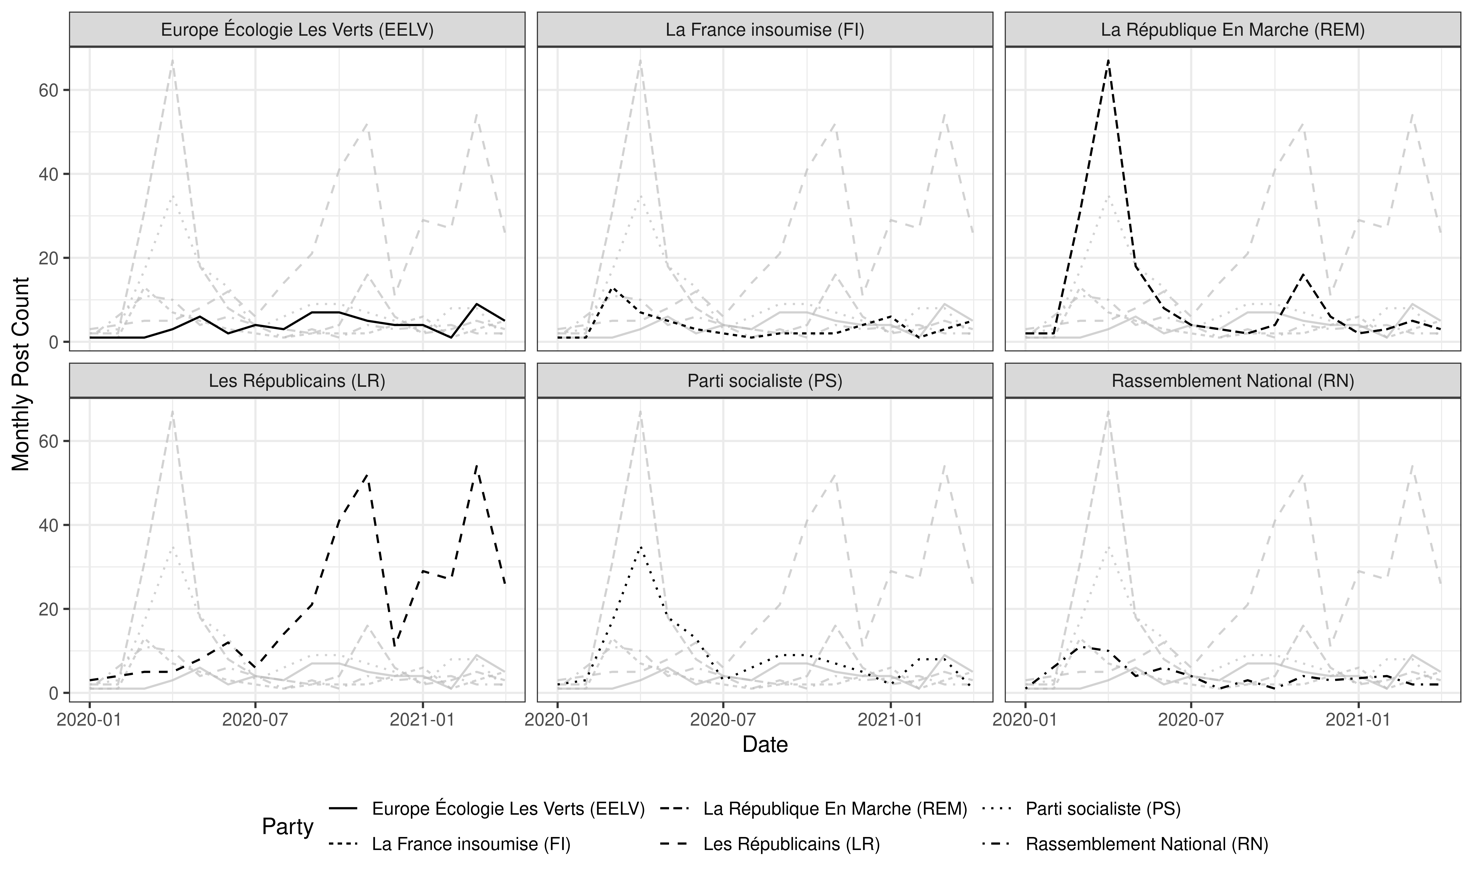 Europe Écologie Les Verts (EELV)
La France insoumise (FI)
La République En Marche (REM)
60
40
20
0
Les Républicains (LR)
Parti socialiste (PS)
Rassemblement National (RN)
60
40
20
0
Monthly Post Count
2020-01
2020-07
2021-01
2020-01
2020-07
2021-01
2020-01
2020-07
2021-01
Date
Party
Europe Écologie Les Verts (EELV)
La République En Marche (REM)
Parti socialiste (PS)
La France insoumise (FI)
Les Républicains (LR)
Rassemblement National (RN)